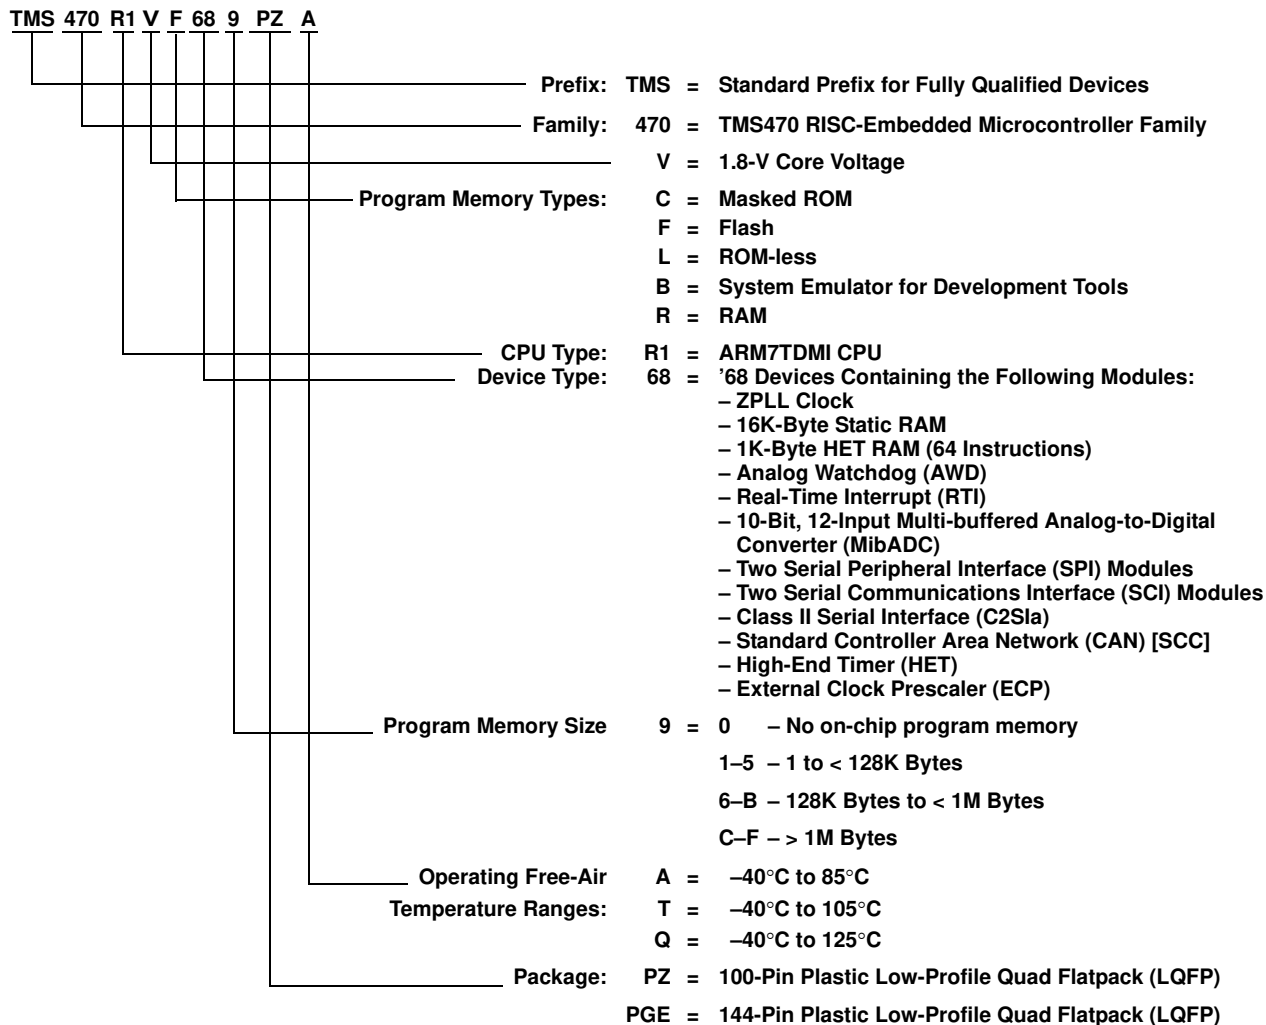 TMS 470 R1 V F 68 9 PZ A
Prefix: TMS = Standard Prefix for Fully Qualified Devices
Family: 470 = TMS470 RISC-Embedded Microcontroller Family
V = 1.8-V Core Voltage
Program Memory Types: C = Masked ROM
F = Flash
L = ROM-less
B = System Emulator for Development Tools
R = RAM
CPU Type: R1 = ARM7TDMI CPU
Device Type: 68 = ’68 Devices Containing the Following Modules:
– ZPLL Clock
– 16K-Byte Static RAM
– 1K-Byte HET RAM (64 Instructions)
– Analog Watchdog (AWD)
– Real-Time Interrupt (RTI)
– 10-Bit, 12-Input Multi-buffered Analog-to-Digital
Converter (MibADC)
– Two Serial Peripheral Interface (SPI) Modules
– Two Serial Communications Interface (SCI) Modules
– Class II Serial Interface (C2SIa)
– Standard Controller Area Network (CAN) [SCC]
– High-End Timer (HET)
– External Clock Prescaler (ECP)
Program Memory Size 9 = 0 – No on-chip program memory
1–5 – 1 to < 128K Bytes
6–B – 128K Bytes to < 1M Bytes
C–F – > 1M Bytes
Operating Free-Air A = –40°C to 85°C
Temperature Ranges: T = –40°C to 105°C
Q = –40°C to 125°C
Package: PZ = 100-Pin Plastic Low-Profile Quad Flatpack (LQFP)
PGE = 144-Pin Plastic Low-Profile Quad Flatpack (LQFP)